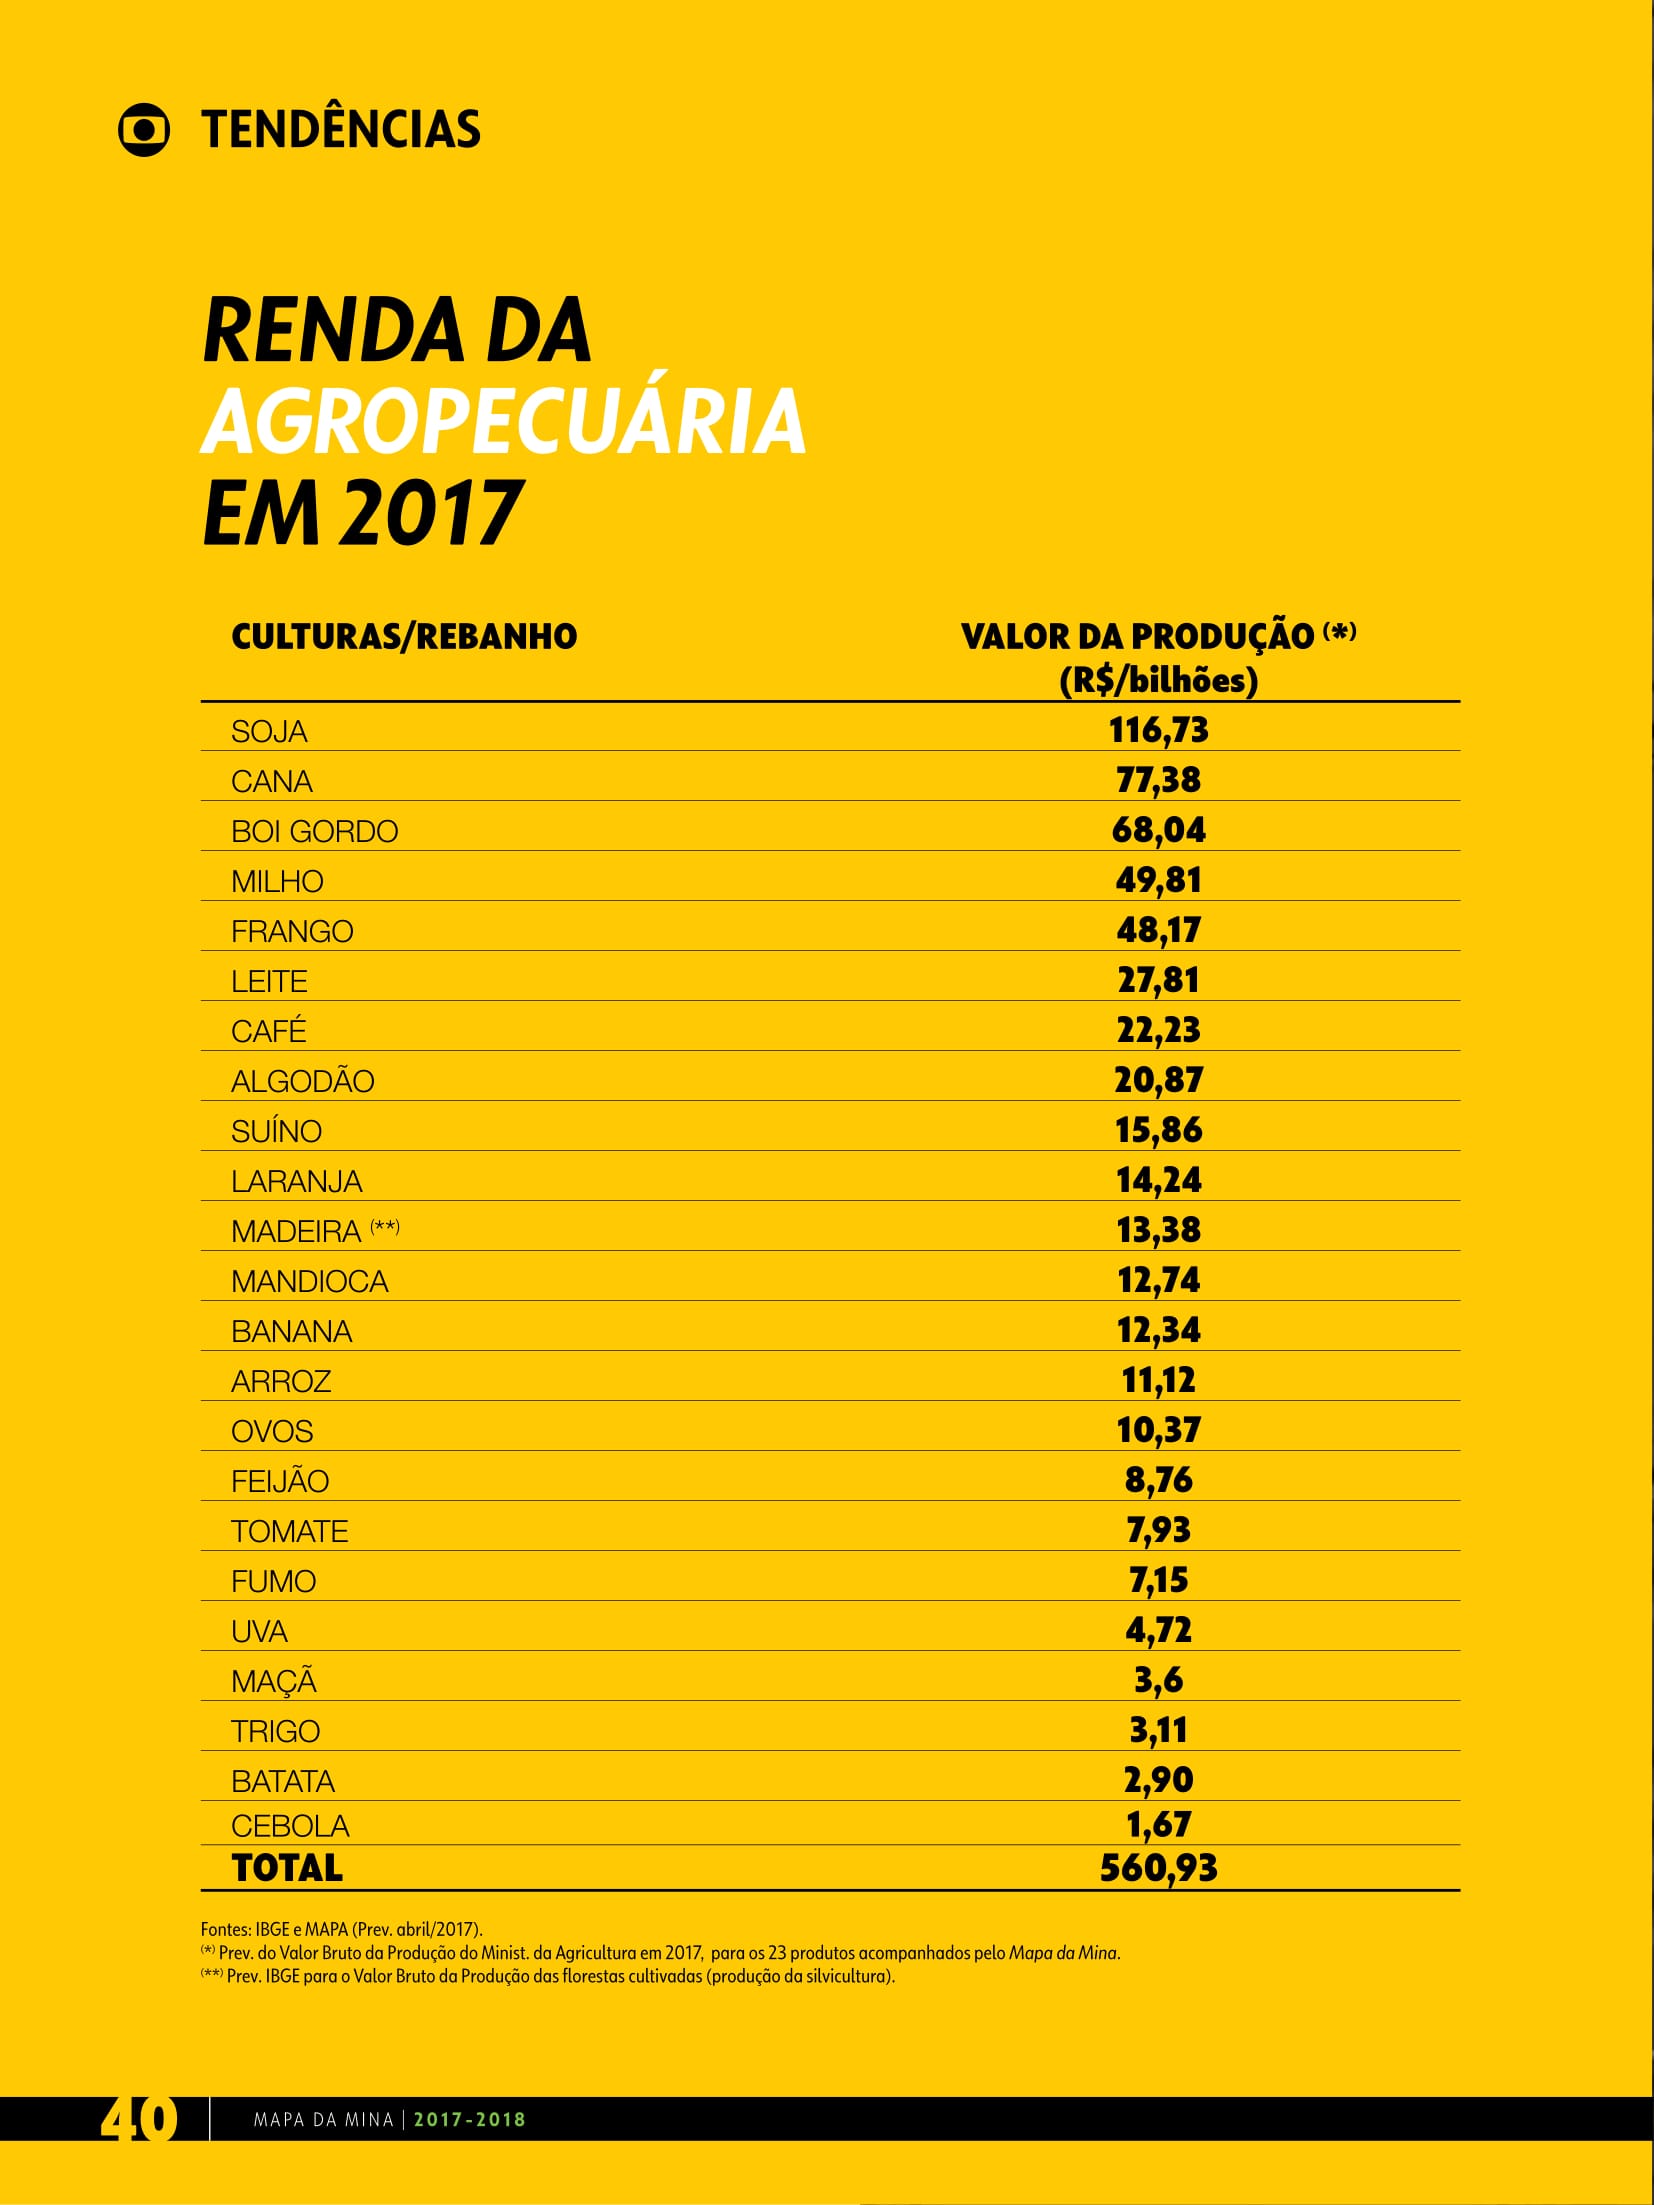 TENDÊNCIAS
RENDA DA
AGROPECUÁRIA
EM 2017
CULTURAS/REBANHO VALOR DA PRODUÇÃO (*)
(R$/bilhões)
SOJA 116,73
CANA 77,38
BOI GORDO 68,04
MILHO 49,81
FRANGO 48,17
LEITE 27,81
CAFÉ 22,23
ALGODÃO 20,87
SUÍNO 15,86
LARANJA 14,24
MADEIRA (**) 13,38
MANDIOCA 12,74
BANANA 12,34
ARROZ 11,12
OVOS 10,37
FEIJÃO 8,76
TOMATE 7,93
FUMO 7,15
UVA 4,72
MAÇÃ 3,6
TRIGO 3,11
BATATA 2,90
CEBOLA 1,67
TOTAL 560,93
Fontes: IBGE e MAPA (Prev. abril/2017).
(*) Prev. do Valor Bruto da Produção do Minist. da Agricultura em 2017, para os 23 produtos acompanhados pelo Mapa da Mina.
(**) Prev. IBGE para o Valor Bruto da Produção das florestas cultivadas (produção da silvicultura).
40 MAPA DA MINA | 2017-2018